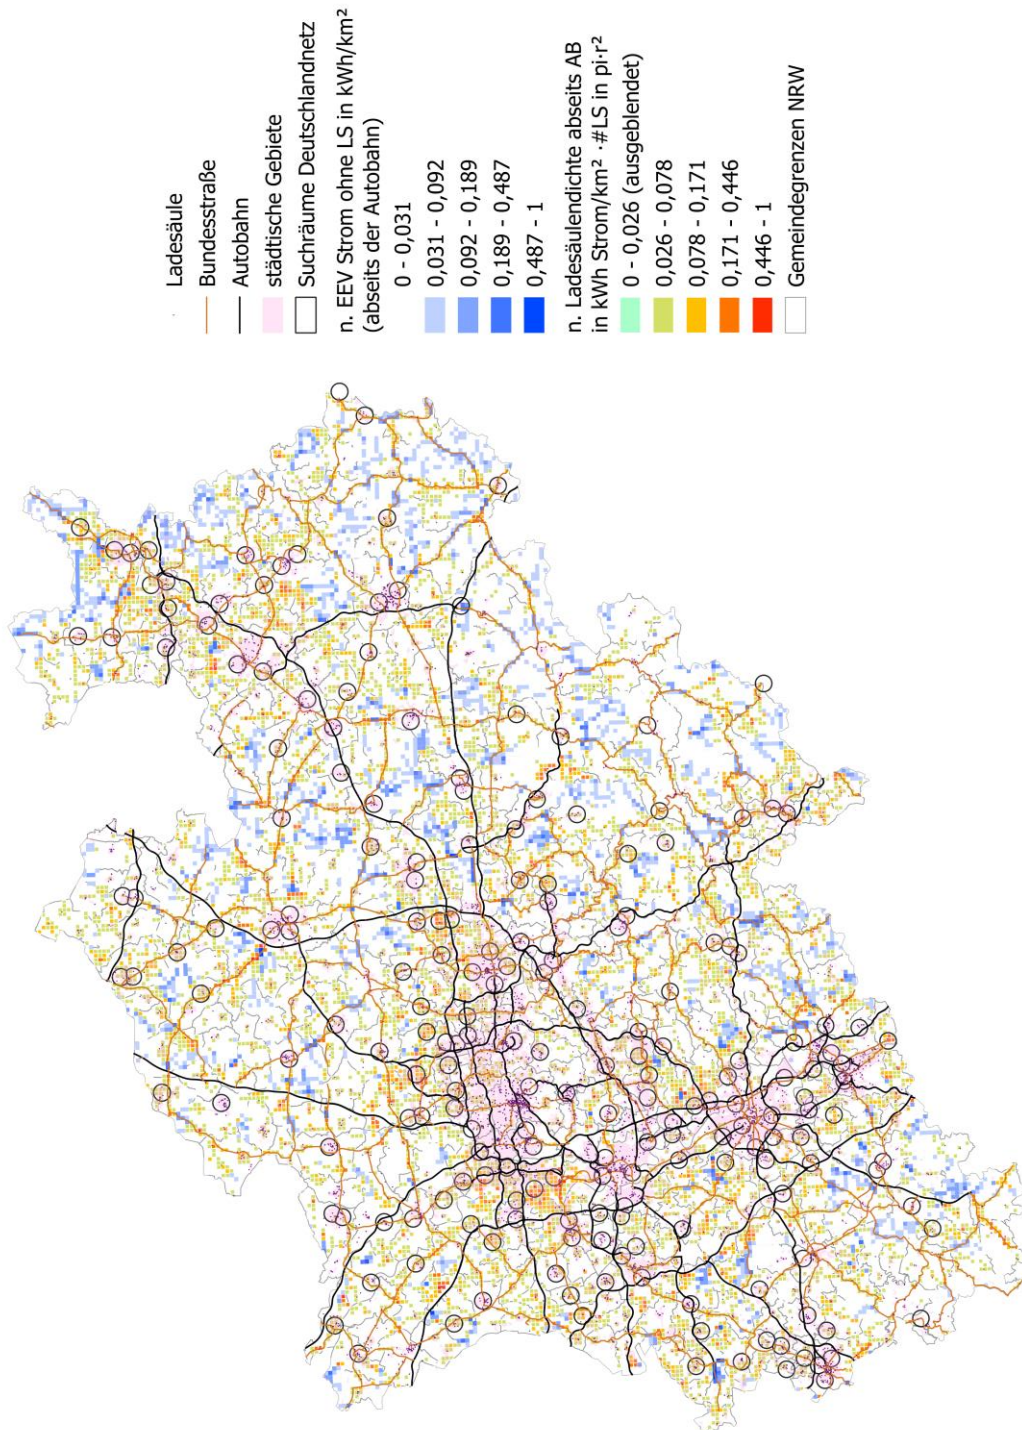 Ladesäule
Bundesstraße
Autobahn
städtische Gebiete
Suchräume Deutschlandnetz
n. EEV Strom ohne LS in kWh/km²
(abseits der Autobahn)
0 - 0,031
0,031 - 0,092
0,092 - 0,189
0,189 - 0,487
0,487 - 1
n. Ladesäulendichte abseits AB
in kWh Strom/km² ·#LS in pi·r²
0 - 0,026 (ausgeblendet)
0,026 - 0,078
0,078 - 0,171
0,171 - 0,446
0,446 - 1
Gemeindegrenzen NRW